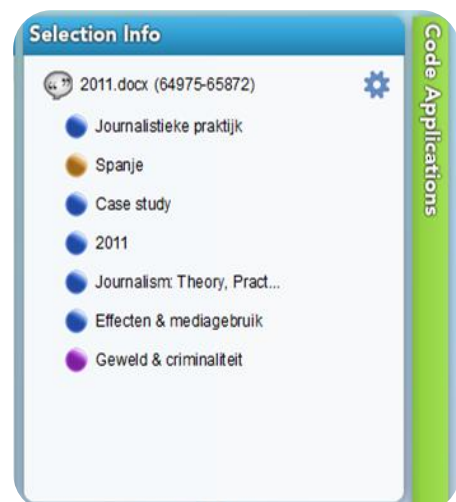 Selection Info
2011.docx (64975-65872)
Journalistieke praktijk
Spanje
Case study
2011
Journalism: Theory, Pract...
Effecten & mediagebruik
Geweld & criminaliteit
Code Applications